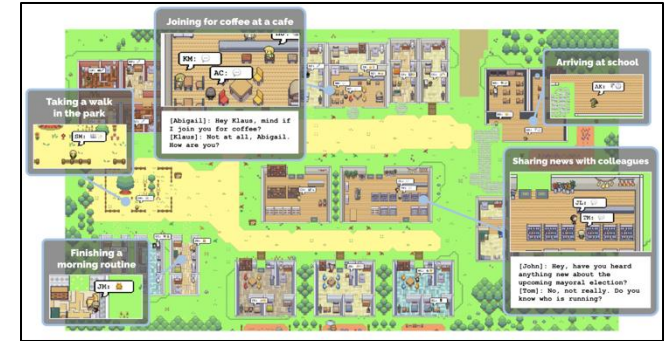 Joining for coffee at a cafe
KM:
AC:
[Abigail]: Hey Klaus, mind if
I join you for coffee?
[Klaus]: Not at all, Abigail.
How are you?
Arriving at school
AK:
Taking a walk
in the park
SM:
Sharing news with colleagues
JL:
TM:
[John]: Hey, have you heard
anything new about the
upcoming mayoral election?
[Tom]: No, not really. Do you
know who is running?
Finishing a
morning routine
JM: